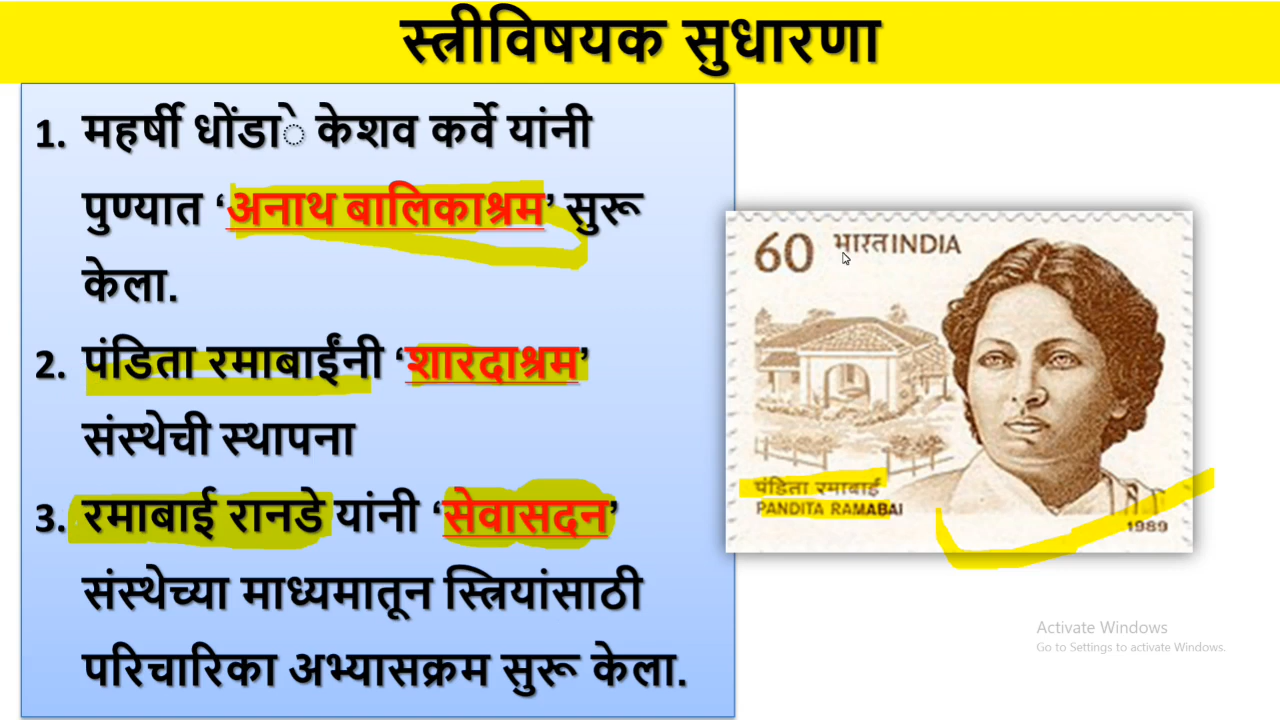 स्त्रीविषयक सुधारणा
1. महर्षी धोंडाे केशव कर्वे यांनी
पुण्यात ‘अनाथ बालिकाश्रम’ सुरू
केला.
2. पंडिता रमाबाईंनी ‘शारदाश्रम’
संस्थेची स्थापना
3. रमाबाई रानडे यांनी ‘सेवासदन’
संस्थेच्या माध्यमातून स्त्रियांसाठी
परिचारिका अभ्यासक्रम सुरू केला.
60 भारत INDIA
पंडिता रमाबाई
PANDITA RAMABAI
1989
Activate Windows
Go to Settings to activate Windows.